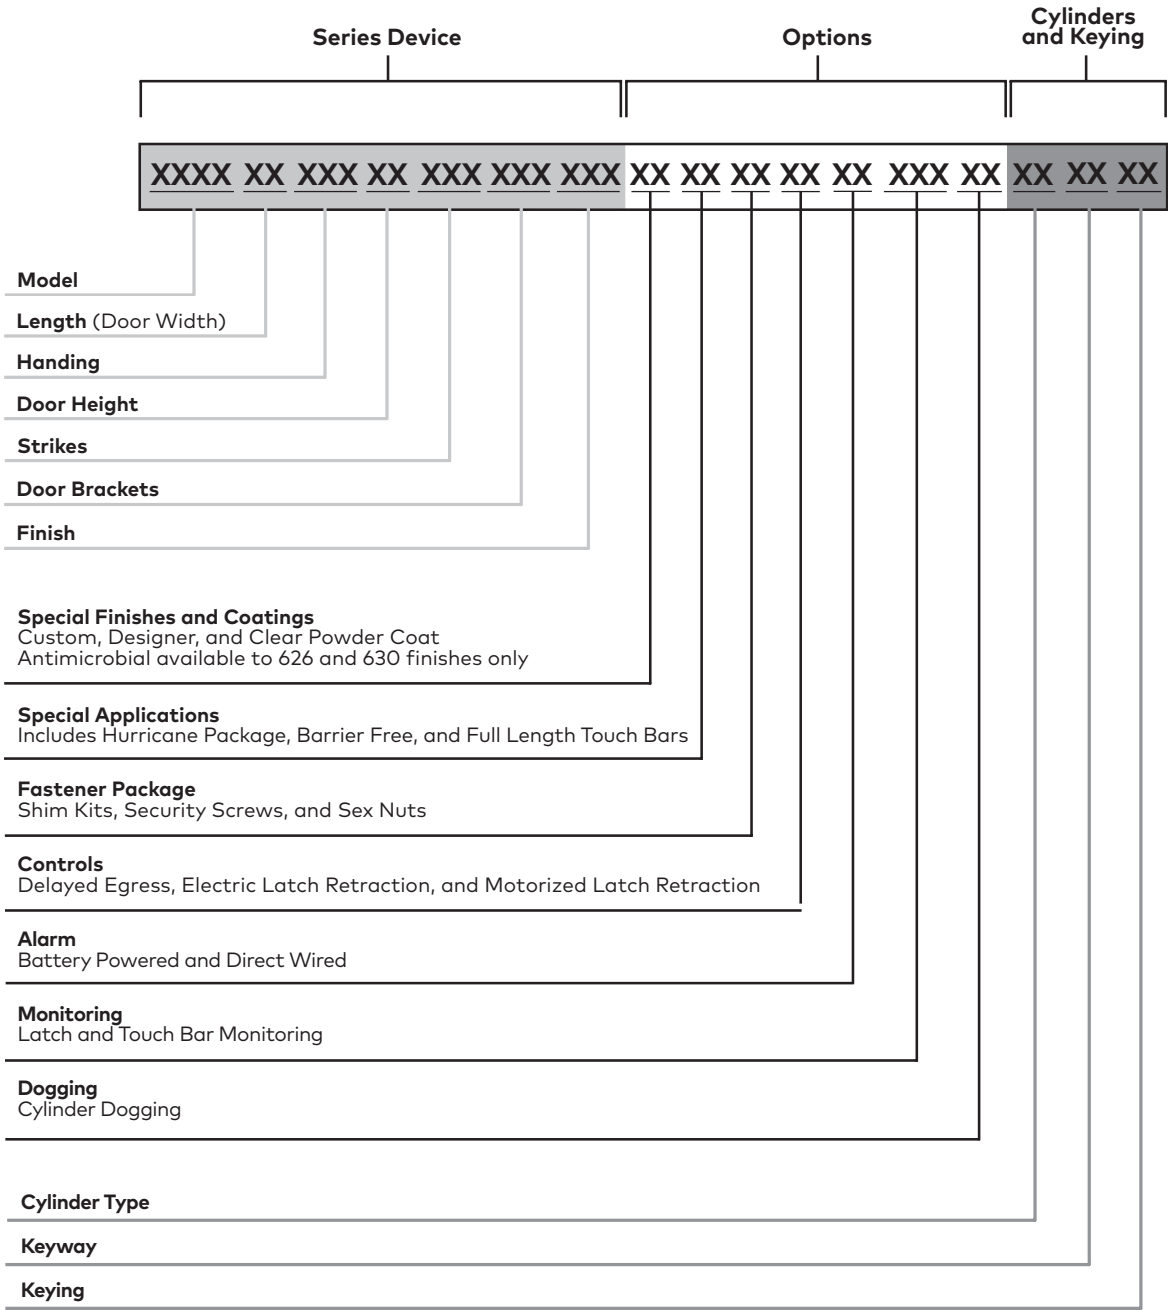 Series Device
Options
Cylinders
and Keying
XXXX XX XXX XX XXX XXX XXX XX XX XX XX XX XXX XX XX XX XX
Model
Length (Door Width)
Handing
Door Height
Strikes
Door Brackets
Finish
Special Finishes and Coatings
Custom, Designer, and Clear Powder Coat
Antimicrobial available to 626 and 630 finishes only
Special Applications
Includes Hurricane Package, Barrier Free, and Full Length Touch Bars
Fastener Package
Shim Kits, Security Screws, and Sex Nuts
Controls
Delayed Egress, Electric Latch Retraction, and Motorized Latch Retraction
Alarm
Battery Powered and Direct Wired
Monitoring
Latch and Touch Bar Monitoring
Dogging
Cylinder Dogging
Cylinder Type
Keyway
Keying